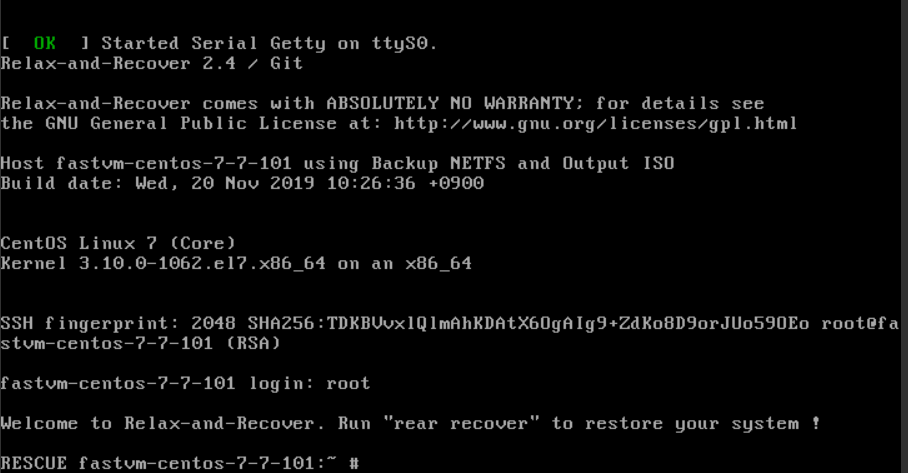 [  OK  ] Started Serial Getty on ttyS0.
Relax-and-Recover 2.4 / Git
Relax-and-Recover comes with ABSOLUTELY NO WARRANTY; for details see
the GNU General Public License at: http://www.gnu.org/licenses/gpl.html
Host fastvm-centos-7-7-101 using Backup NETFS and Output ISO
Build date: Wed, 20 Nov 2019 10:26:36 +0900
CentOS Linux 7 (Core)
Kernel 3.10.0-1062.el7.x86_64 on an x86_64
SSH fingerprint: 2048 SHA256:TDKBVvxlQlmAhKDAtX6OgAIg9+ZdKo8D9orJUo59OEo root@fa
stvm-centos-7-7-101 (RSA)
fastvm-centos-7-7-101 login: root
Welcome to Relax-and-Recover. Run "rear recover" to restore your system !
RESCUE fastvm-centos-7-7-101:~ #